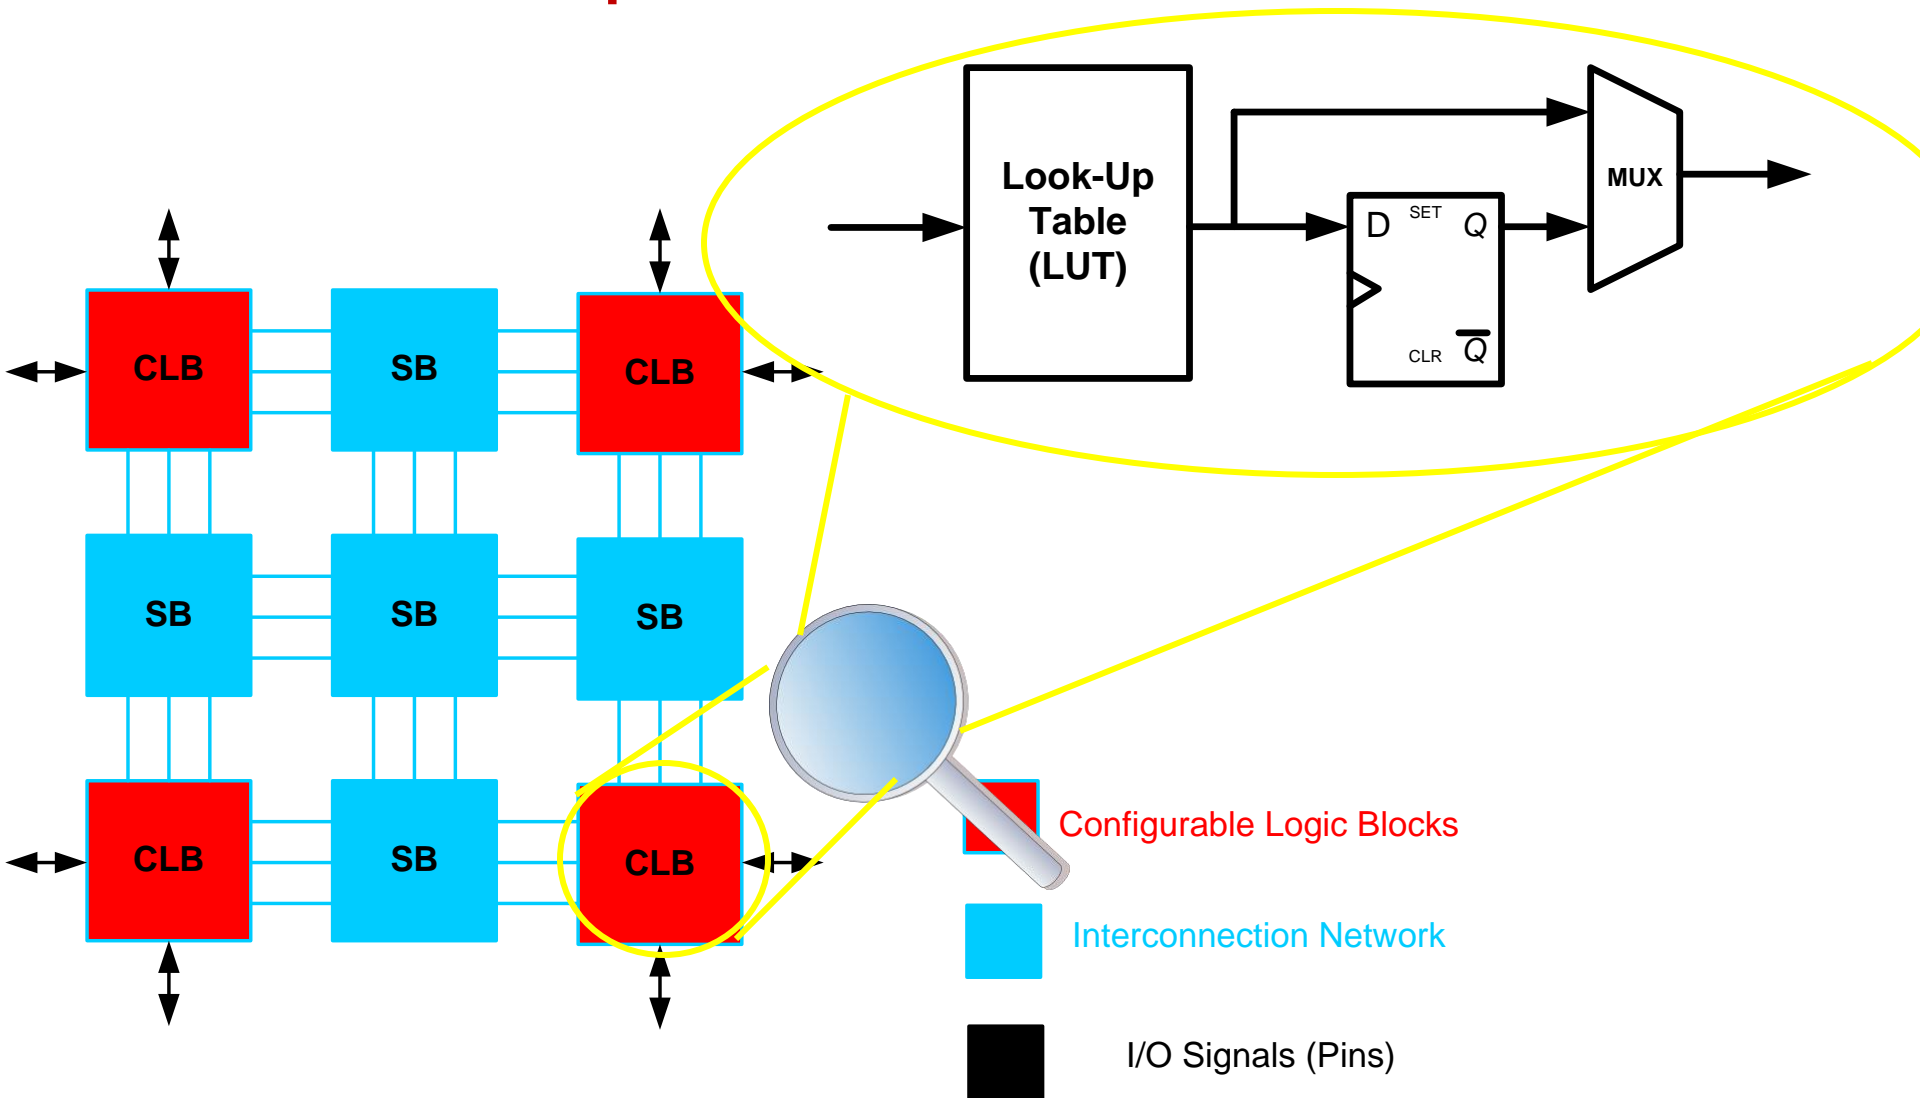 Look-Up
Table
(LUT)
D SET Q
CLR Q
MUX
CLB SB CLB
SB SB SB
CLB SB CLB
Configurable Logic Blocks
Interconnection Network
I/O Signals (Pins)